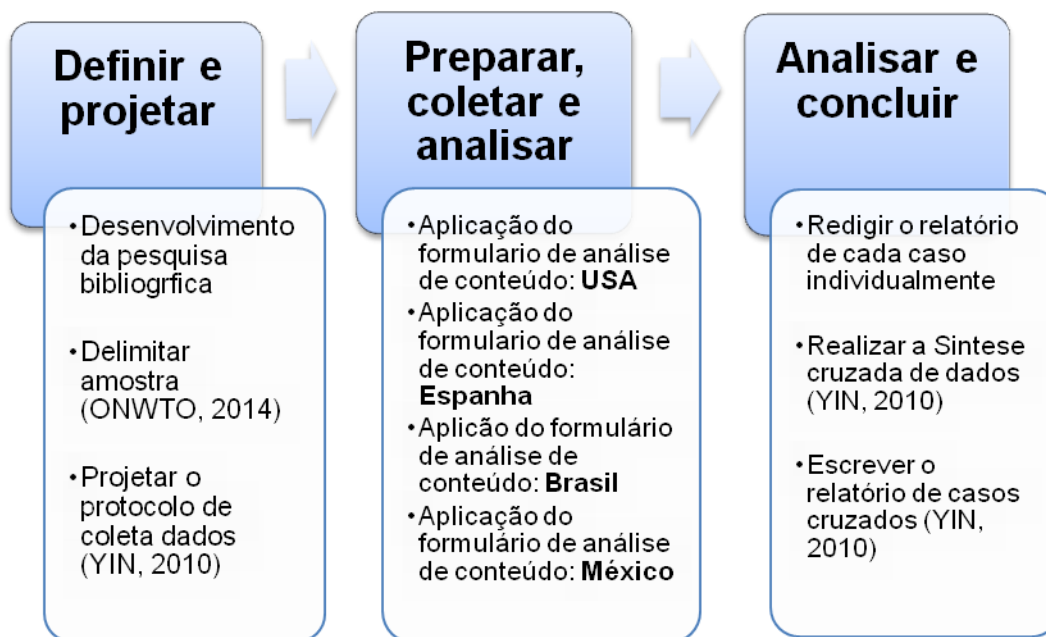 Definir e
projetar
• Desenvolvimento
da pesquisa
bibliogrfica
• Delimitar
amostra
(ONWTO, 2014)
• Projetar o
protocolo de
coleta dados
(YIN, 2010)
Preparar,
coletar e
analisar
• Aplicação do
formulario de análise
de conteúdo: USA
• Aplicação do
formulario de análise
de conteúdo:
Espanha
• Aplicão do formulário
de análise de
conteúdo: Brasil
• Aplicação do
formulário de análise
de conteúdo: México
Analisar e
concluir
• Redigir o relatório
de cada caso
individualmente
• Realizar a Sintese
cruzada de dados
(YIN, 2010)
• Escrever o
relatório de casos
cruzados (YIN,
2010)